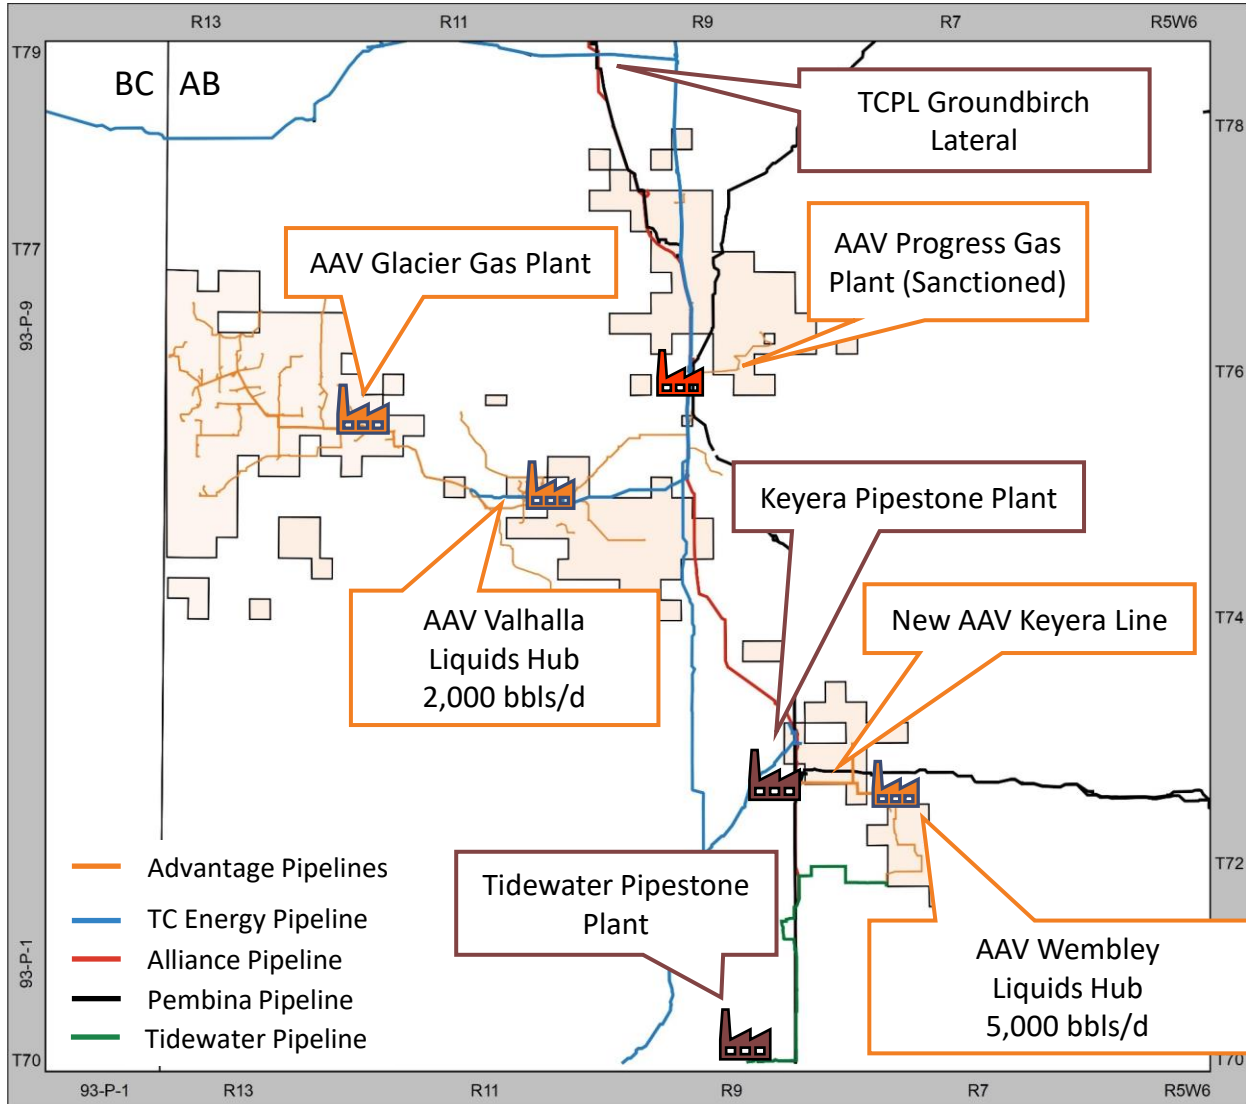 R13 R11 R9 R7 R5W6
T79
BC AB
TCPL Groundbirch
Lateral
T78
T77
AAV Glacier Gas Plant
AAV Progress Gas
Plant (Sanctioned)
93-P-9
T76
Keyera Pipestone Plant
AAV Valhalla
Liquids Hub
2,000 bbls/d
New AAV Keyera Line
T74
T72
Advantage Pipelines
TC Energy Pipeline
Alliance Pipeline
Pembina Pipeline
Tidewater Pipeline
Tidewater Pipestone
Plant
AAV Wembley
Liquids Hub
5,000 bbls/d
93-P-1
T70
T70
93-P-1 R13 R11 R9 R7 R5W6